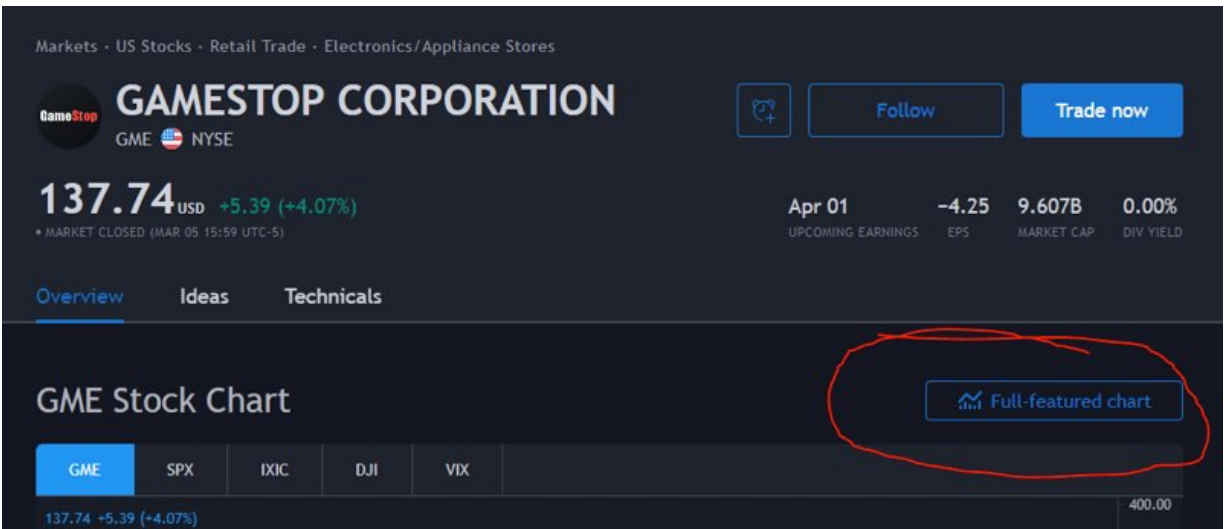 Markets · US Stocks · Retail Trade · Electronics/Appliance Stores
GameStop
GAMESTOP CORPORATION
GME NYSE
Follow
Trade now
137.74 USD +5.39 (+4.07%)
• MARKET CLOSED (MAR 05 15:59 UTC-5)
Apr 01 −4.25 9.607B 0.00%
UPCOMING EARNINGS EPS MARKET CAP DIV YIELD
Overview Ideas Technicals
GME Stock Chart
Full-featured chart
GME SPX IXIC DJI VIX
137.74 +5.39 (+4.07%)
400.00